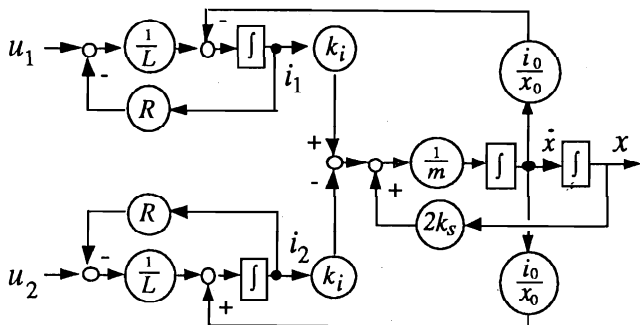 -
u₁ - 1/L ∫ kᵢ
i₁
R
i₀/x₀
+
ẋ x
- + 1/m ∫ ∫
2kₛ
R
i₂
u₂ - 1/L ∫ kᵢ
+
i₀/x₀